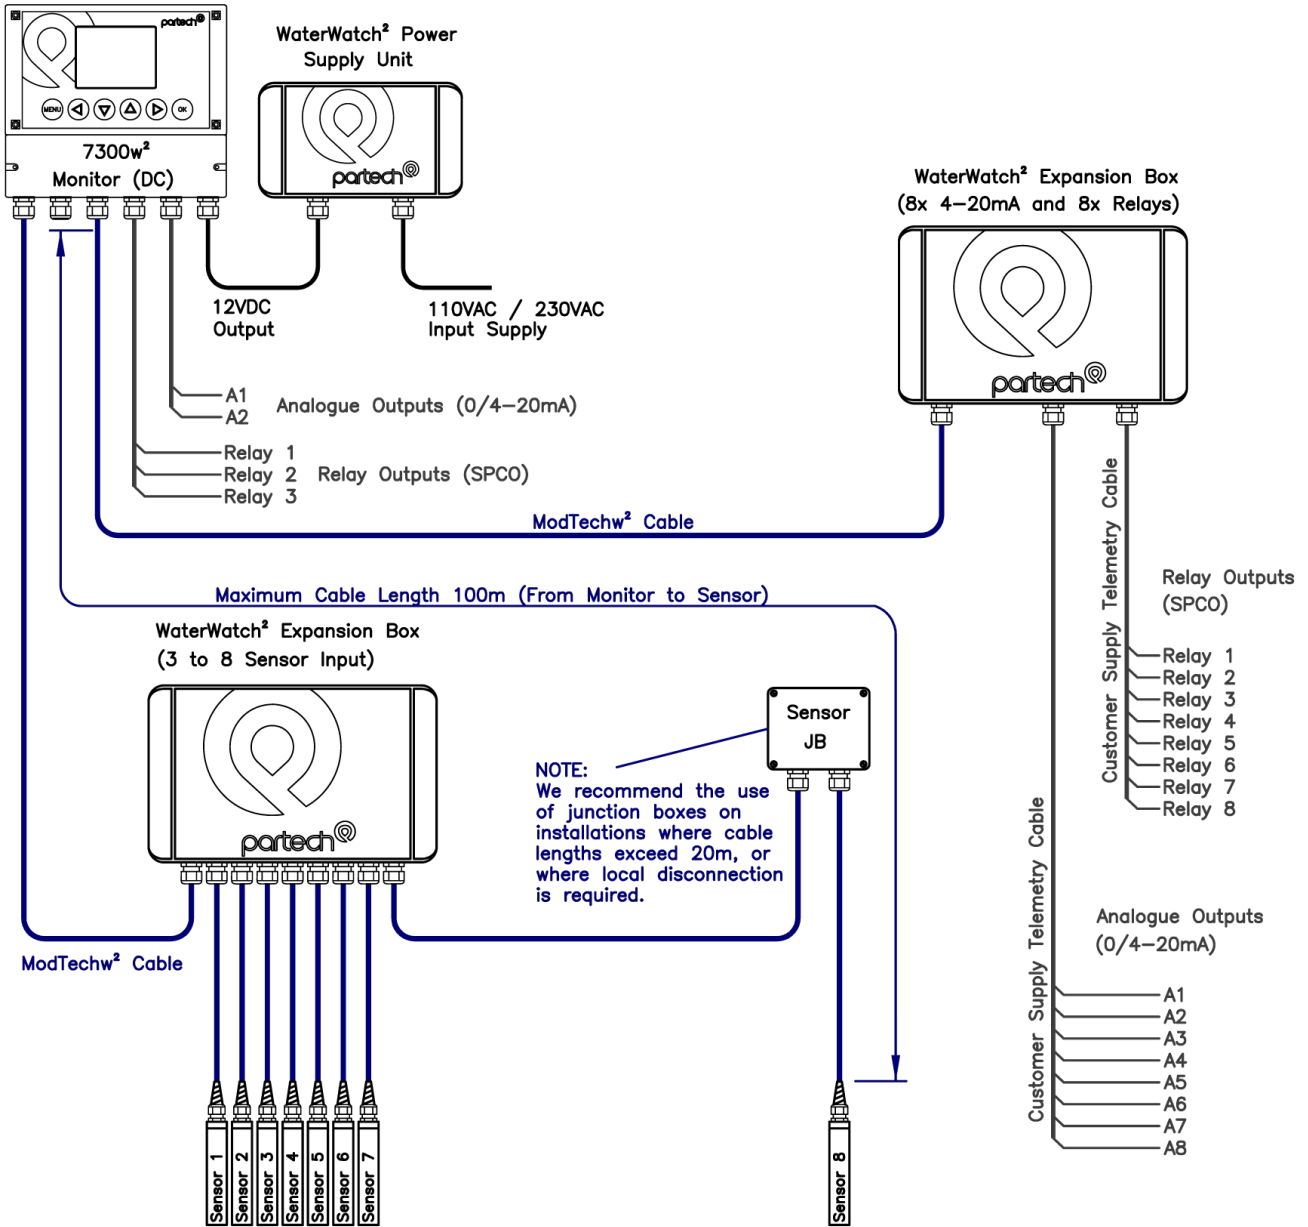 partech
MENU
OK
7300w²
Monitor (DC)
WaterWatch² Power
Supply Unit
partech
12VDC
Output
110VAC / 230VAC
Input Supply
A1
A2
Analogue Outputs (0/4-20mA)
Relay 1
Relay 2
Relay 3
Relay Outputs (SPCO)
WaterWatch² Expansion Box
(8x 4-20mA and 8x Relays)
partech
ModTechw² Cable
Maximum Cable Length 100m (From Monitor to Sensor)
WaterWatch² Expansion Box
(3 to 8 Sensor Input)
partech
ModTechw² Cable
Sensor
JB
NOTE:
We recommend the use
of junction boxes on
installations where cable
lengths exceed 20m, or
where local disconnection
is required.
Sensor 1
Sensor 2
Sensor 3
Sensor 4
Sensor 5
Sensor 6
Sensor 7
Sensor 8
Customer Supply Telemetry Cable
Relay Outputs
(SPCO)
Relay 1
Relay 2
Relay 3
Relay 4
Relay 5
Relay 6
Relay 7
Relay 8
Customer Supply Telemetry Cable
Analogue Outputs
(0/4-20mA)
A1
A2
A3
A4
A5
A6
A7
A8